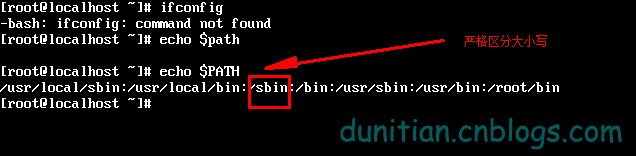 [root@localhost ~]# ifconfig
-bash: ifconfig: command not found
[root@localhost ~]# echo $path
严格区分大小写
[root@localhost ~]# echo $PATH
/usr/local/sbin:/usr/local/bin:/sbin:/bin:/usr/sbin:/usr/bin:/root/bin
[root@localhost ~]#
dunitian.cnblogs.com